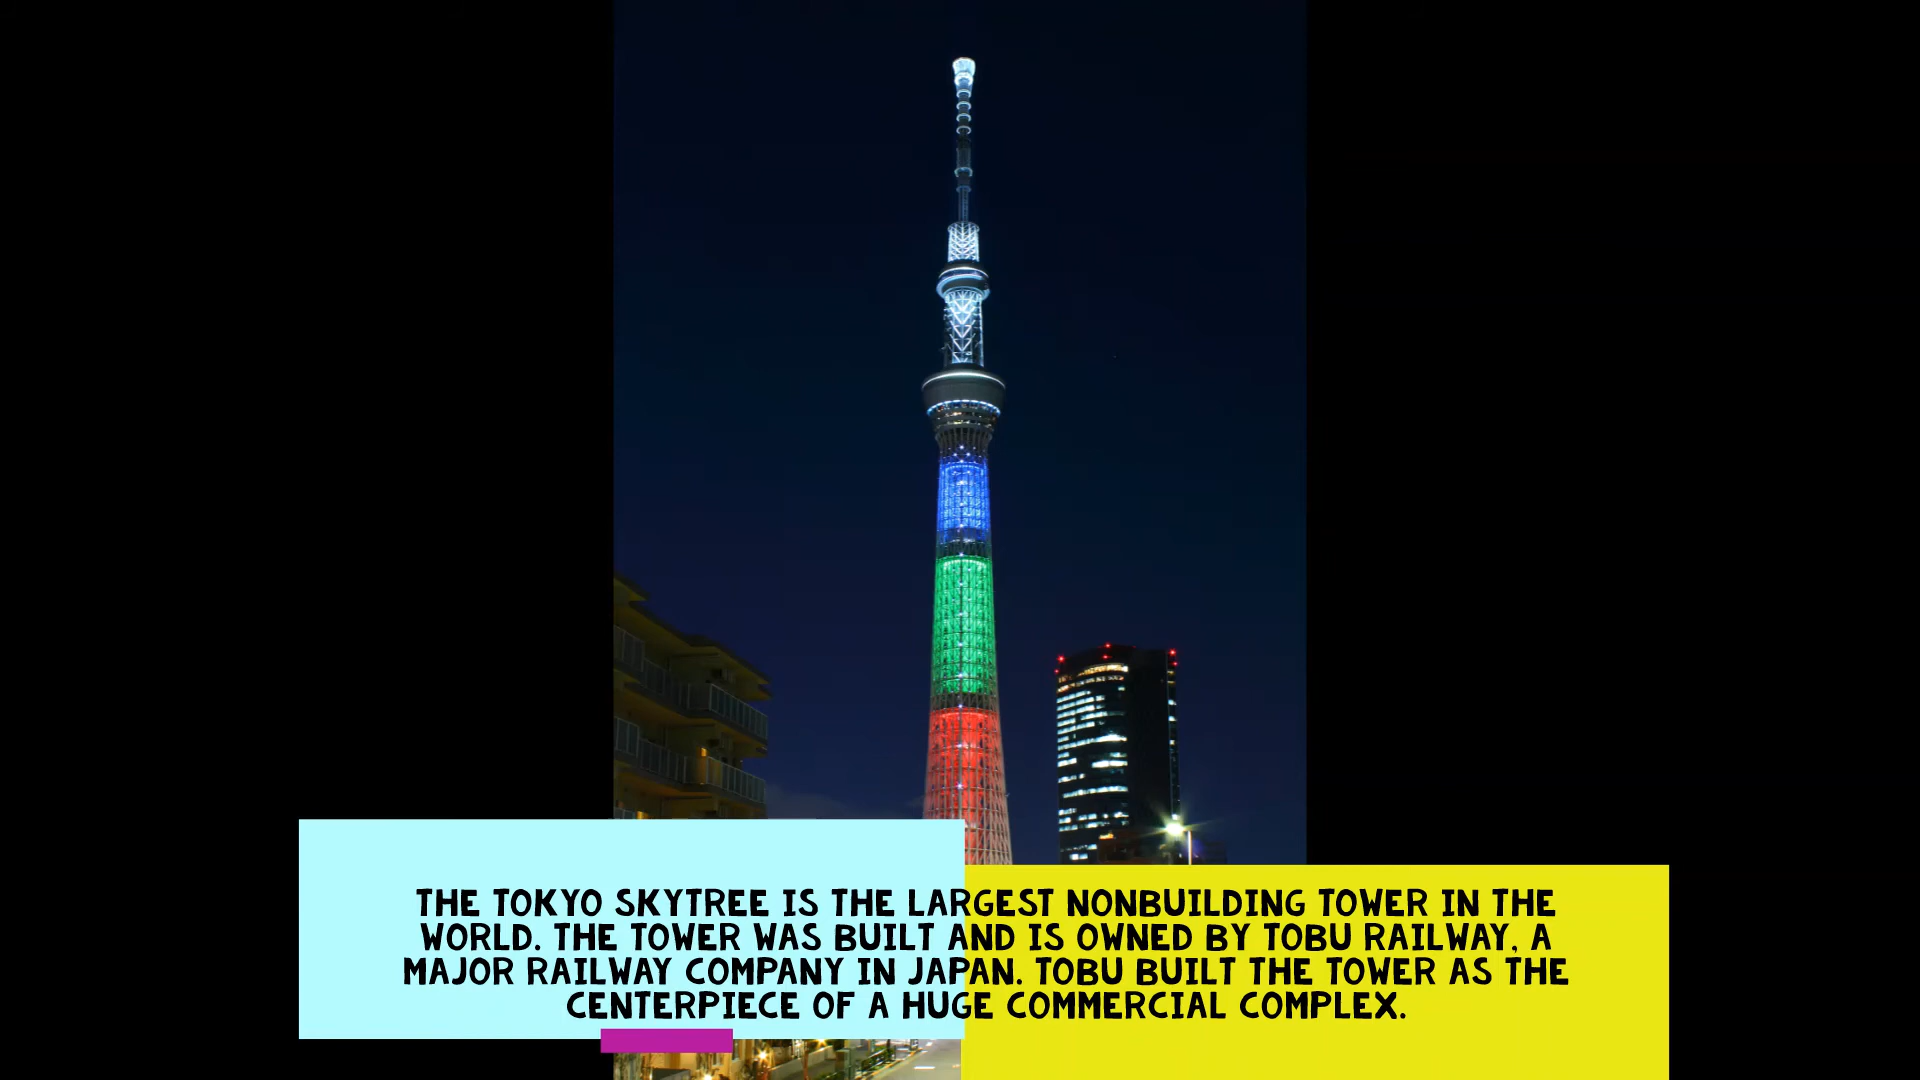 THE TOKYO SKYTREE IS THE LARGEST NONBUILDING TOWER IN THE
WORLD. THE TOWER WAS BUILT AND IS OWNED BY TOBU RAILWAY, A
MAJOR RAILWAY COMPANY IN JAPAN. TOBU BUILT THE TOWER AS THE
CENTERPIECE OF A HUGE COMMERCIAL COMPLEX.